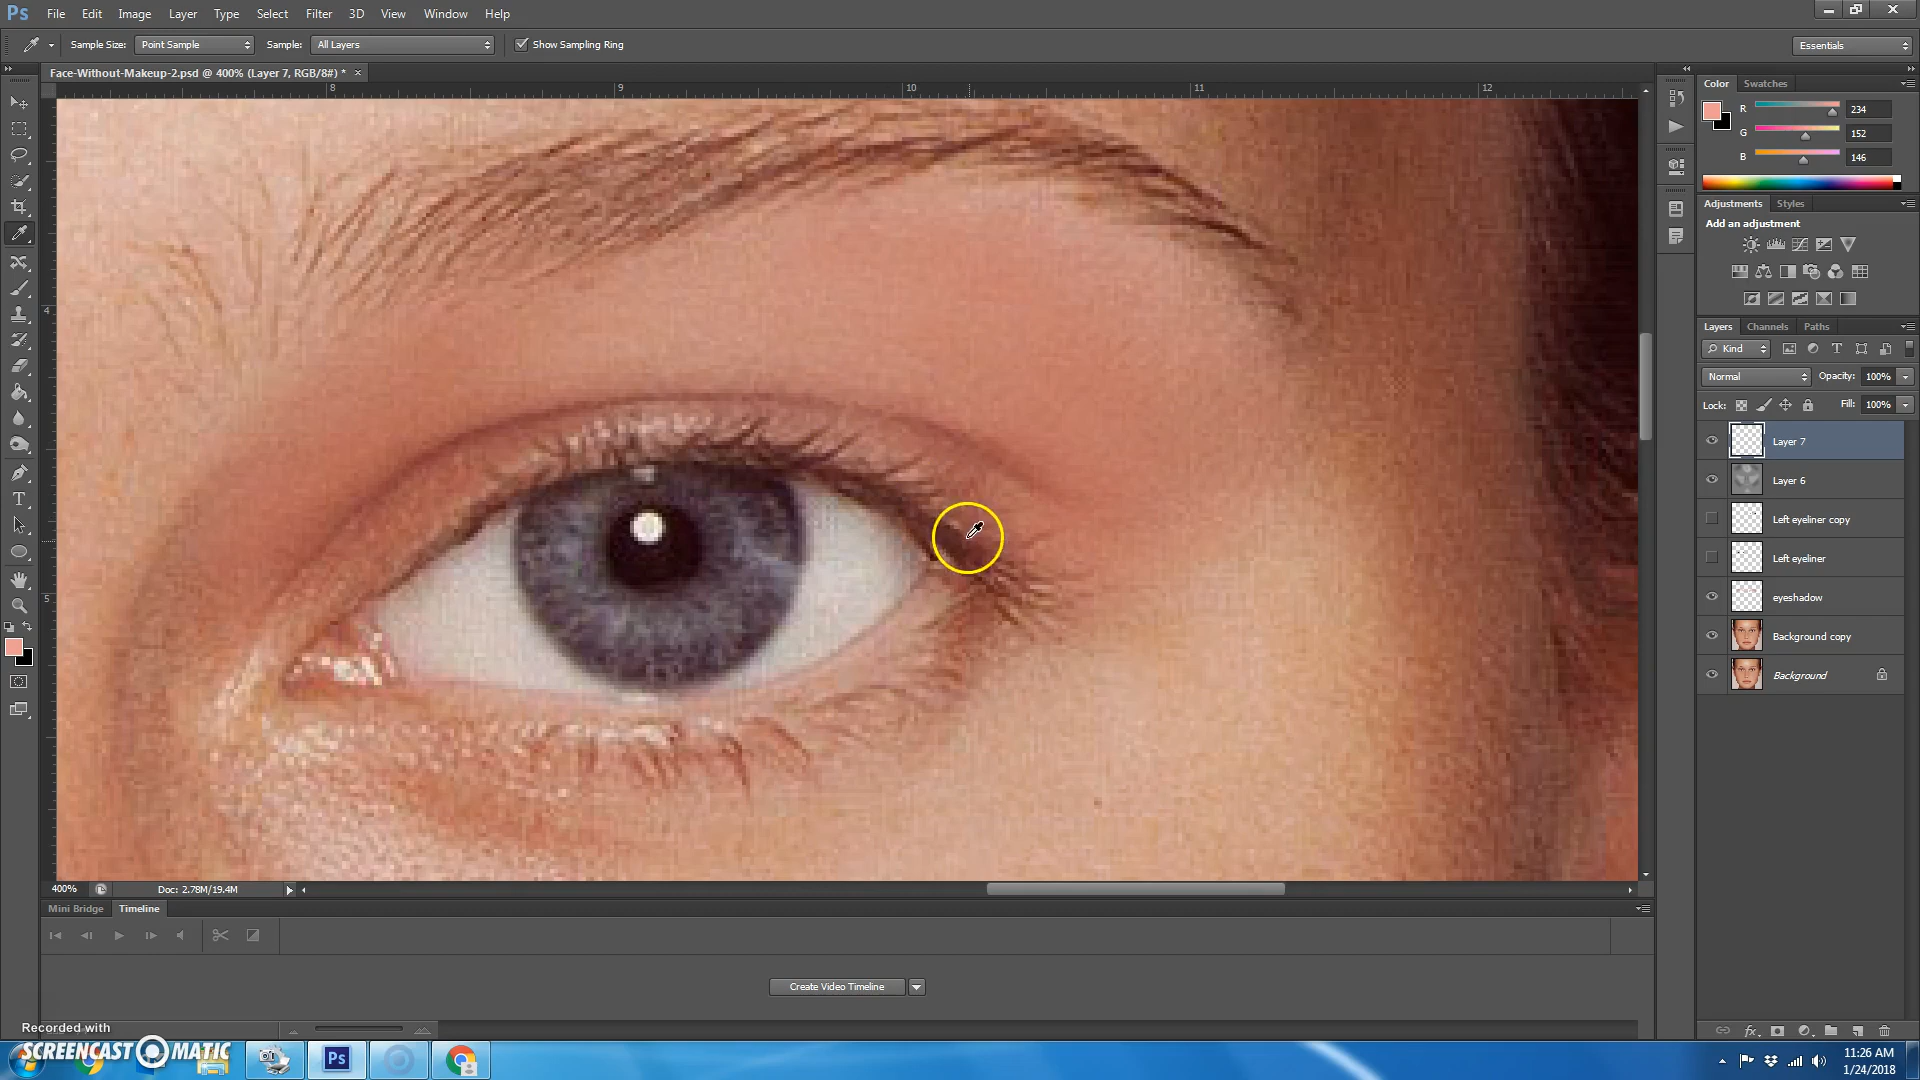 Ps File Edit Image Layer Type Select Filter 3D View Window Help
Sample Size: Point Sample Sample: All Layers Show Sampling Ring Essentials
Face-Without-Makeup-2.psd @ 400% (Layer 7, RGB/8#) * ×
8 9 10 11 12
4
5
Color Swatches
R 234
G 152
B 146
Adjustments Styles
Add an adjustment
Layers Channels Paths
Kind
Normal Opacity: 100%
Lock: Fill: 100%
Layer 7
Layer 6
Left eyeliner copy
Left eyeliner
eyeshadow
Background copy
Background
400% Doc: 2.78M/19.4M
Mini Bridge Timeline
Create Video Timeline
Recorded with
SCREENCAST MATIC
Ps
11:26 AM
1/24/2018